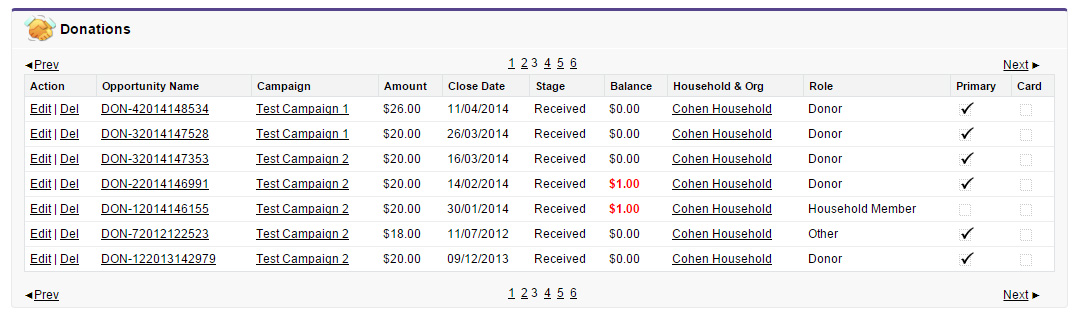 Donations
◄Prev 1 2 3 4 5 6 Next ►
Action Opportunity Name Campaign Amount Close Date Stage Balance Household & Org Role Primary Card
Edit | Del DON-42014148534 Test Campaign 1 $26.00 11/04/2014 Received $0.00 Cohen Household Donor
Edit | Del DON-32014147528 Test Campaign 1 $20.00 26/03/2014 Received $0.00 Cohen Household Donor
Edit | Del DON-32014147353 Test Campaign 2 $20.00 16/03/2014 Received $0.00 Cohen Household Donor
Edit | Del DON-22014146991 Test Campaign 2 $20.00 14/02/2014 Received $1.00 Cohen Household Donor
Edit | Del DON-12014146155 Test Campaign 2 $20.00 30/01/2014 Received $1.00 Cohen Household Household Member
Edit | Del DON-72012122523 Test Campaign 2 $18.00 11/07/2012 Received $0.00 Cohen Household Other
Edit | Del DON-122013142979 Test Campaign 2 $20.00 09/12/2013 Received $0.00 Cohen Household Donor
◄Prev 1 2 3 4 5 6 Next ►